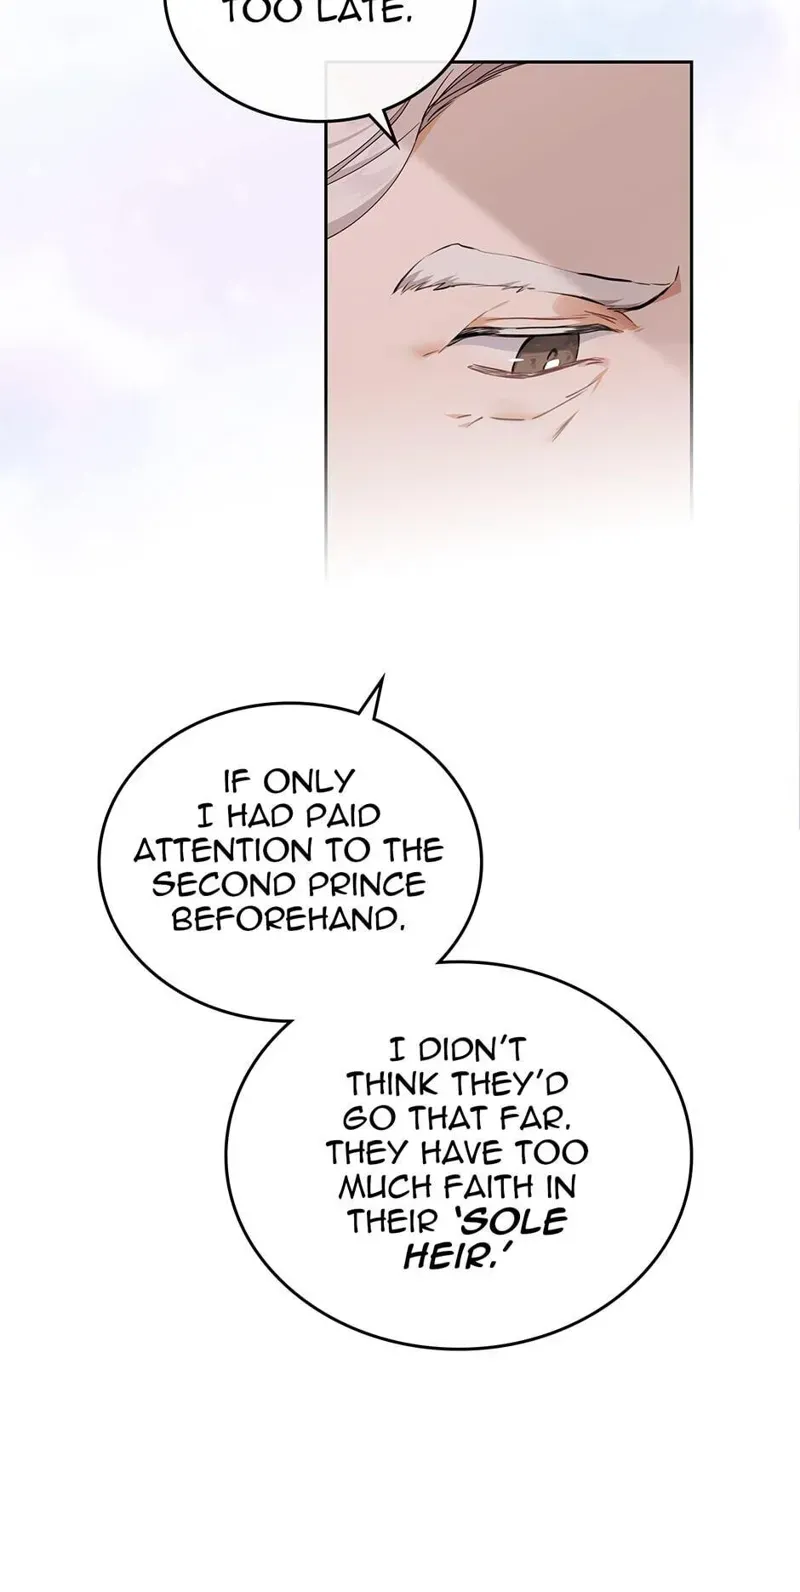 TOO LATE.
IF ONLY
I HAD PAID
ATTENTION TO THE
SECOND PRINCE
BEFOREHAND.
I DIDN'T
THINK THEY'D
GO THAT FAR.
THEY HAVE TOO
MUCH FAITH IN
THEIR 'SOLE
HEIR.'